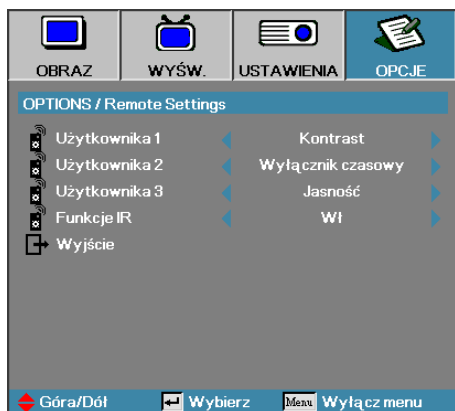 OBRAZ WYŚW. USTAWIENIA OPCJE
OPTIONS / Remote Settings
Użytkownika 1 Kontrast
Użytkownika 2 Wyłącznik czasowy
Użytkownika 3 Jasność
Funkcje IR Wł
Wyjście
Góra/Dół Wybierz Menu Wyłącz menu